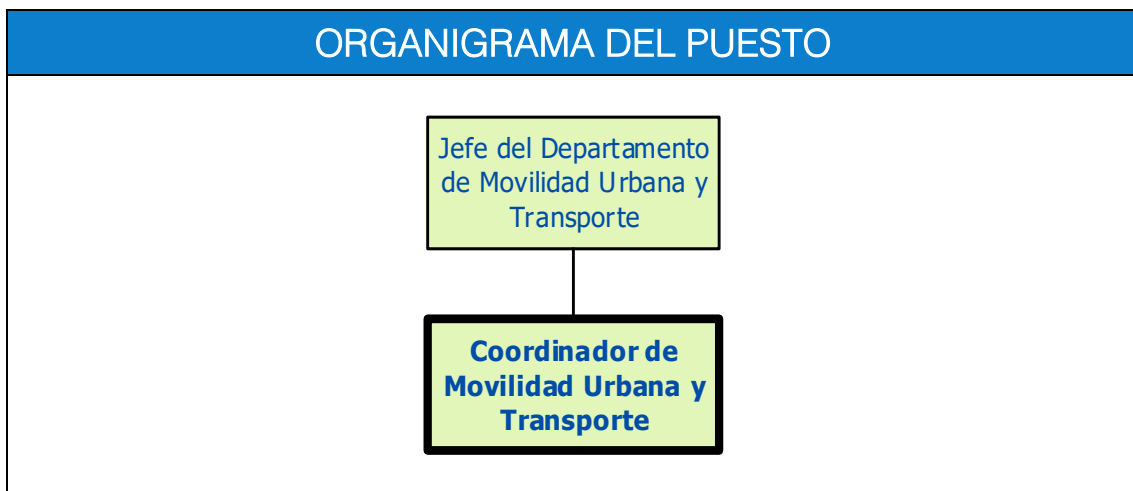 ORGANIGRAMA DEL PUESTO
Jefe del Departamento
de Movilidad Urbana y
Transporte
Coordinador de
Movilidad Urbana y
Transporte